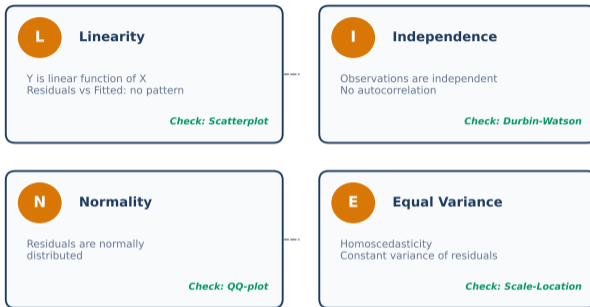 L Linearity
Y is linear function of X
Residuals vs Fitted: no pattern
Check: Scatterplot
I Independence
Observations are independent
No autocorrelation
Check: Durbin-Watson
N Normality
Residuals are normally
distributed
Check: QQ-plot
E Equal Variance
Homoscedasticity
Constant variance of residuals
Check: Scale-Location